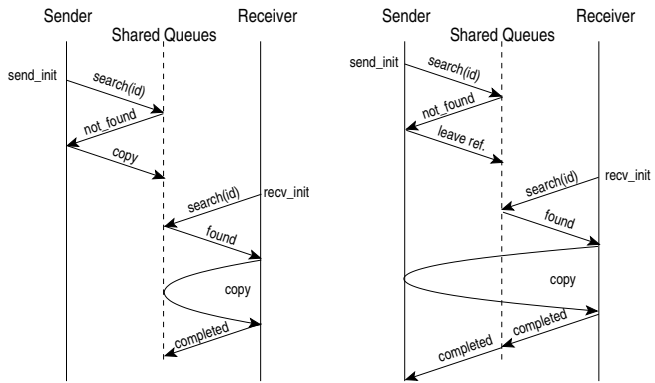 Sender
Receiver
Shared Queues
send_init
search(id)
not_found
copy
recv_init
search(id)
found
copy
completed
Sender
Receiver
Shared Queues
send_init
search(id)
not_found
leave ref.
recv_init
search(id)
found
copy
completed
completed